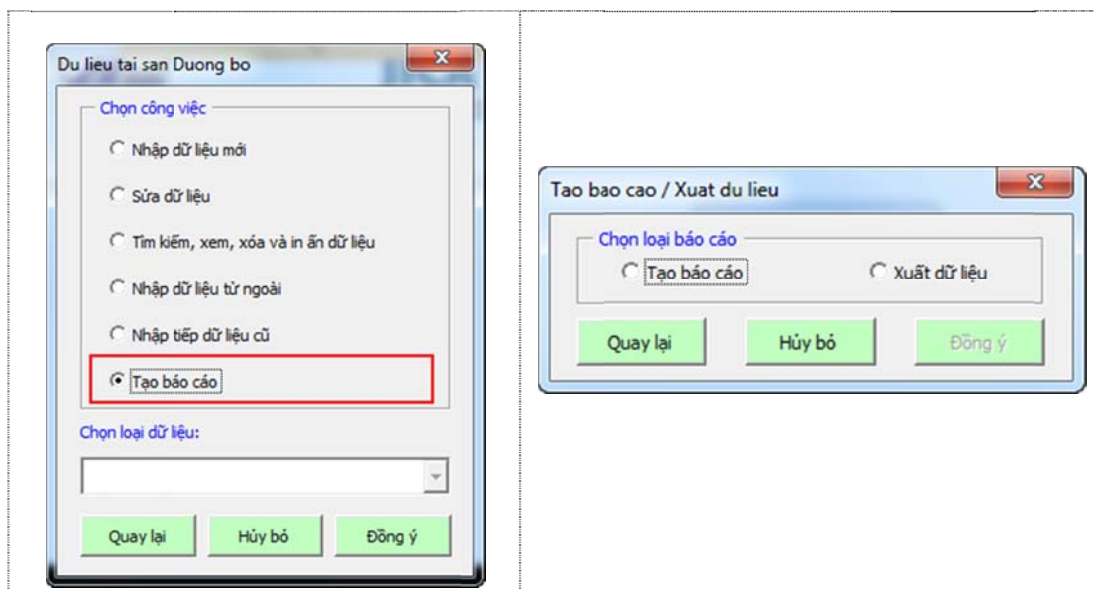 Du lieu tai san Duong bo
Chọn công việc
Nhập dữ liệu mới
Sửa dữ liệu
Tìm kiếm, xem, xóa và in ấn dữ liệu
Nhập dữ liệu từ ngoài
Nhập tiếp dữ liệu cũ
Tạo báo cáo
Chọn loại dữ liệu:
Quay lại Hủy bỏ Đồng ý
Tao bao cao / Xuat du lieu
Chọn loại báo cáo
Tạo báo cáo Xuất dữ liệu
Quay lại Hủy bỏ Đồng ý